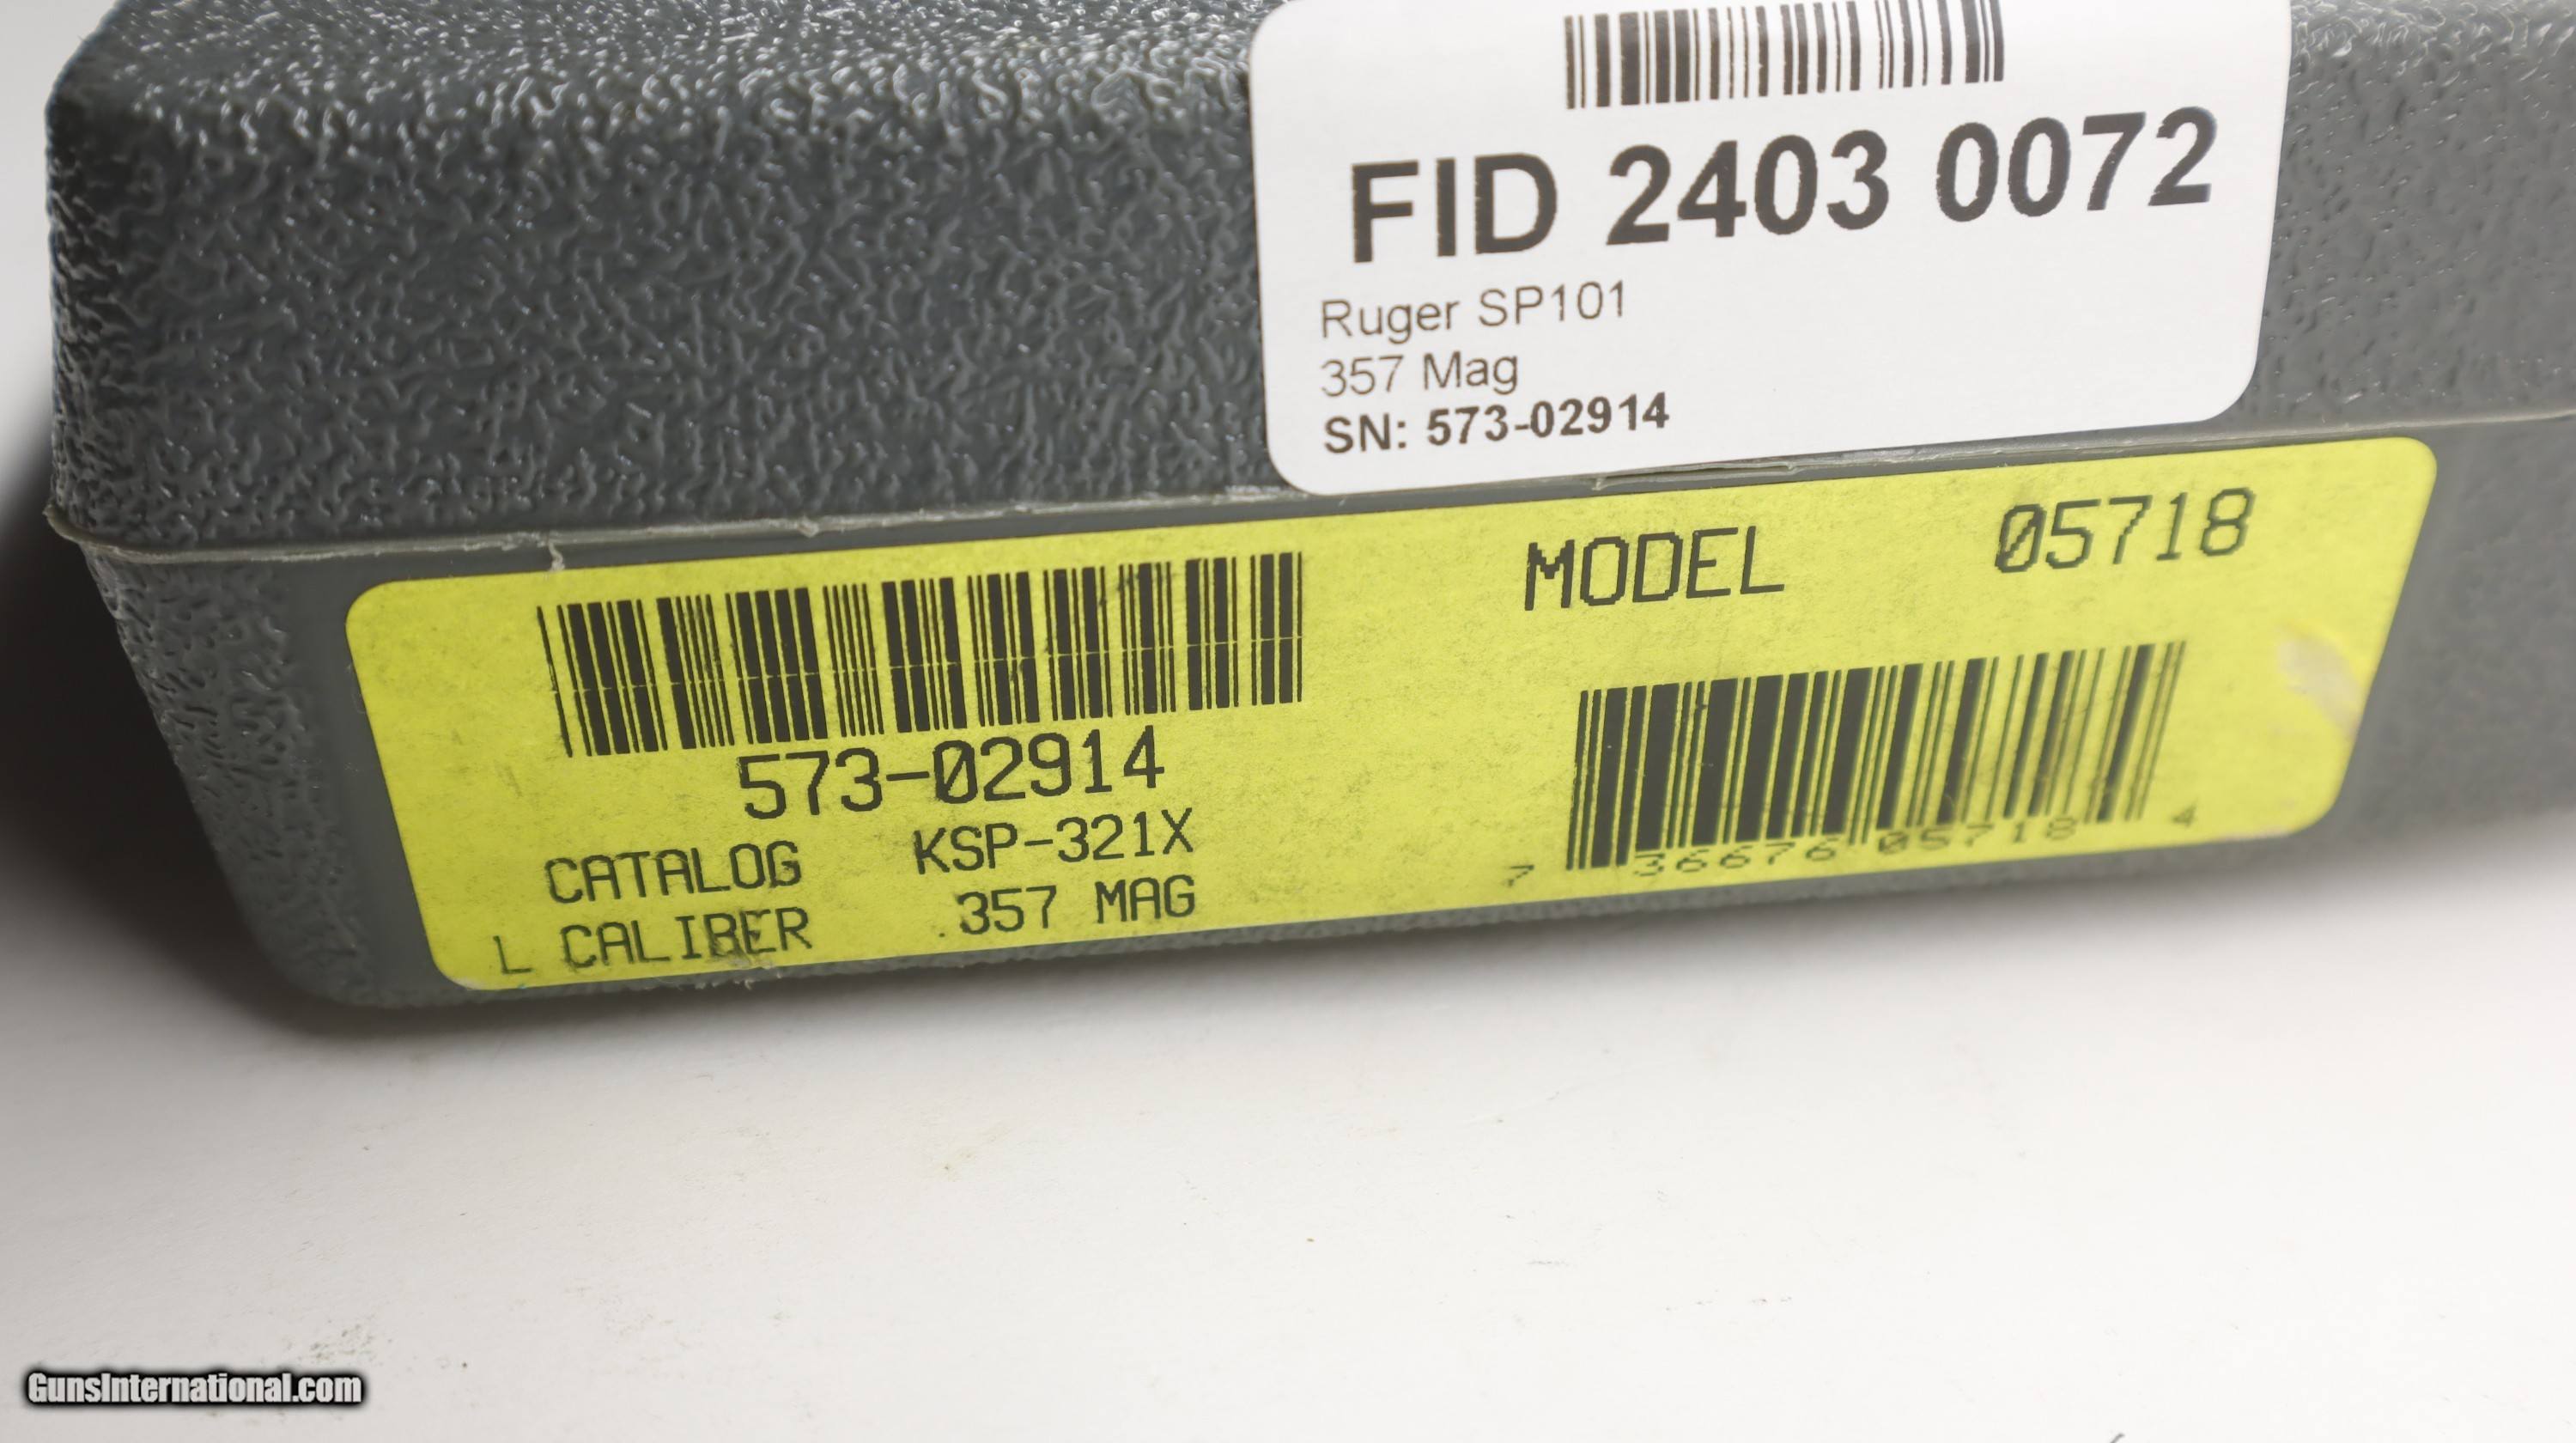 FID 2403 0072
Ruger SP101
357 Mag
SN: 573-02914
MODEL 05718
573-02914
CATALOG KSP-321X
L CALIBER .357 MAG
7 36676 05718 4
GunsInternational.com